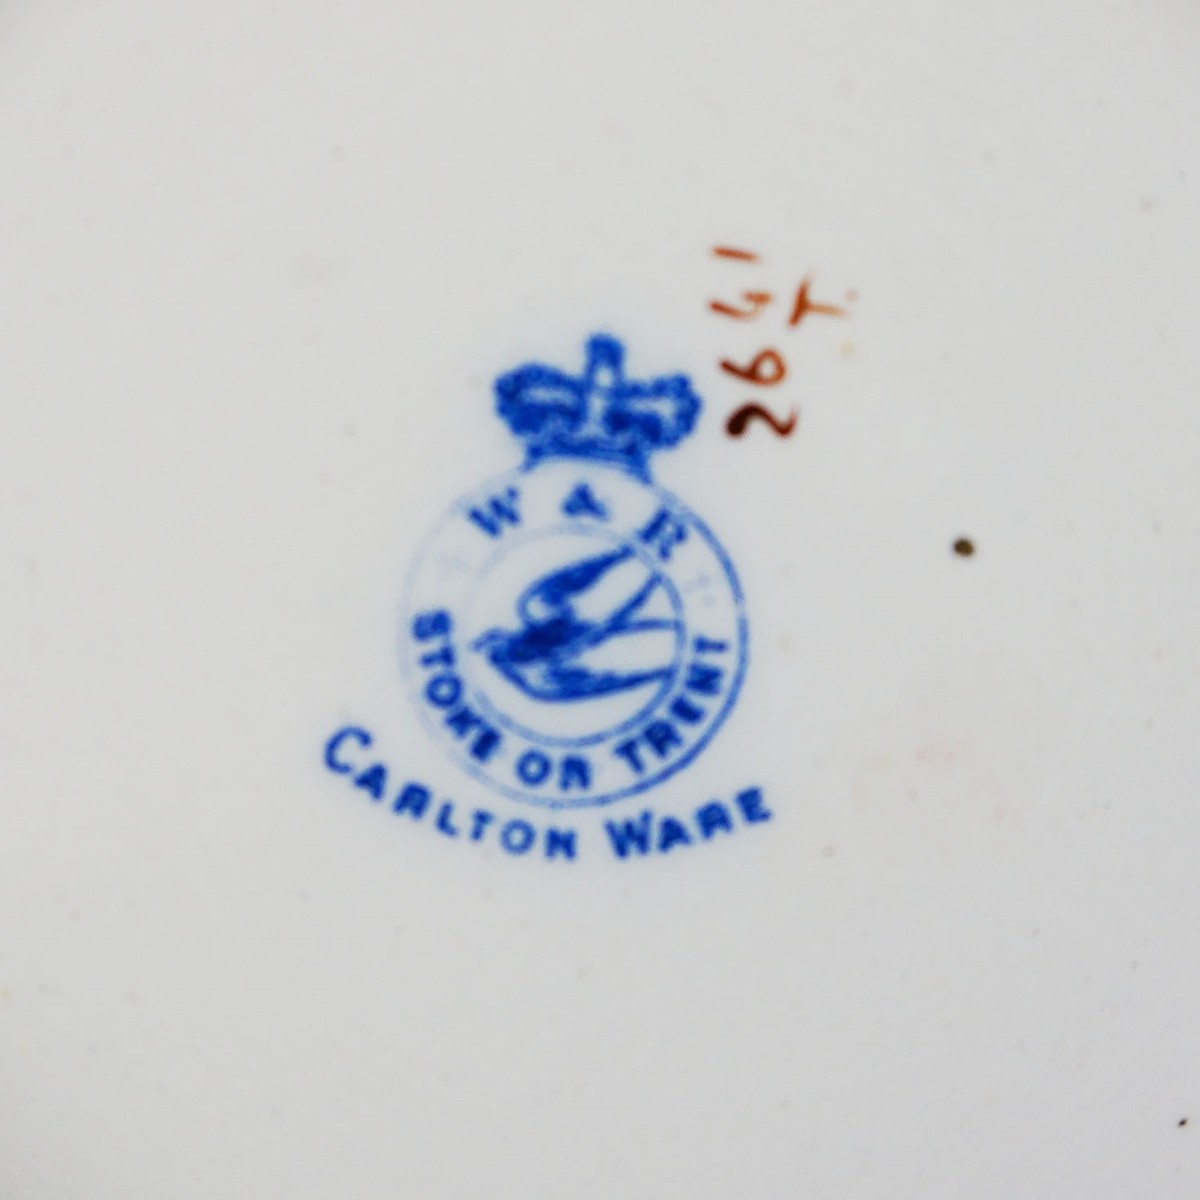 2641
T.
W & R
STOKE ON TRENT
CARLTON WARE